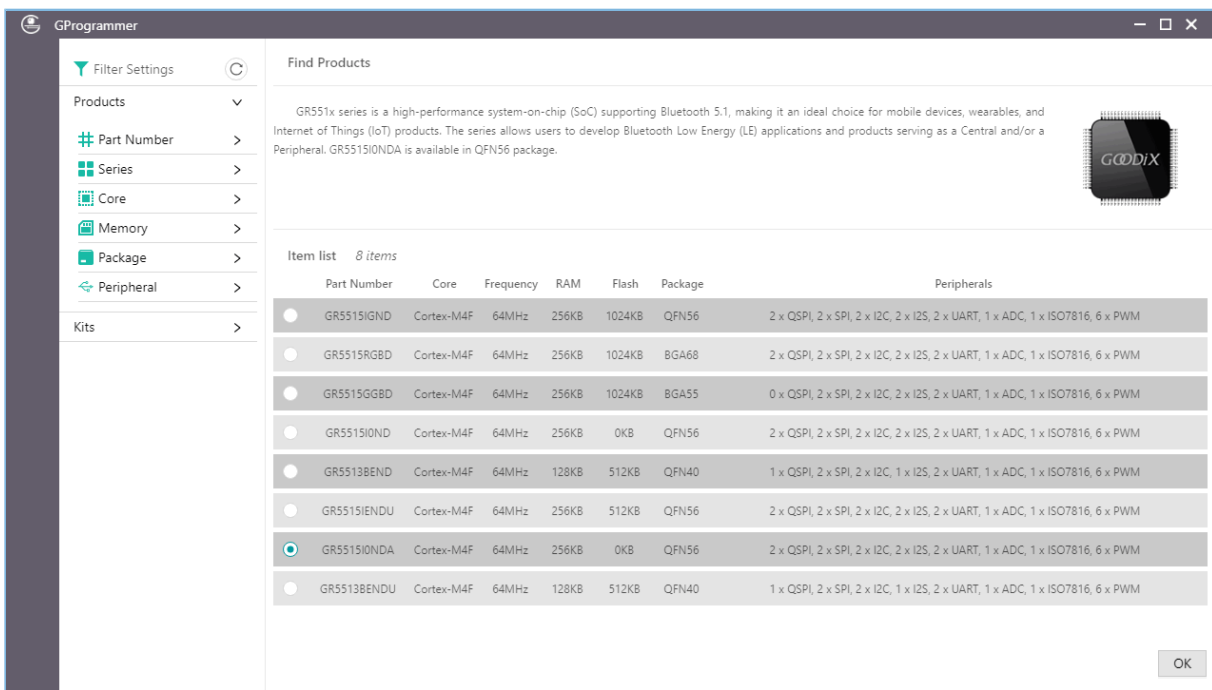 GProgrammer
Filter Settings
Products
Part Number
Series
Core
Memory
Package
Peripheral
Kits
Find Products
GR551x series is a high-performance system-on-chip (SoC) supporting Bluetooth 5.1, making it an ideal choice for mobile devices, wearables, and
Internet of Things (IoT) products. The series allows users to develop Bluetooth Low Energy (LE) applications and products serving as a Central and/or a
Peripheral. GR5515I0NDA is available in QFN56 package.
GOODiX
Item list 8 items
Part Number Core Frequency RAM Flash Package Peripherals
GR5515IGND Cortex-M4F 64MHz 256KB 1024KB QFN56 2 x QSPI, 2 x SPI, 2 x I2C, 2 x I2S, 2 x UART, 1 x ADC, 1 x ISO7816, 6 x PWM
GR5515RGBD Cortex-M4F 64MHz 256KB 1024KB BGA68 2 x QSPI, 2 x SPI, 2 x I2C, 2 x I2S, 2 x UART, 1 x ADC, 1 x ISO7816, 6 x PWM
GR5515GGBD Cortex-M4F 64MHz 256KB 1024KB BGA55 0 x QSPI, 2 x SPI, 2 x I2C, 2 x I2S, 2 x UART, 1 x ADC, 1 x ISO7816, 6 x PWM
GR5515I0ND Cortex-M4F 64MHz 256KB 0KB QFN56 2 x QSPI, 2 x SPI, 2 x I2C, 2 x I2S, 2 x UART, 1 x ADC, 1 x ISO7816, 6 x PWM
GR5513BEND Cortex-M4F 64MHz 128KB 512KB QFN40 1 x QSPI, 2 x SPI, 2 x I2C, 1 x I2S, 2 x UART, 1 x ADC, 1 x ISO7816, 6 x PWM
GR5515IENDU Cortex-M4F 64MHz 256KB 512KB QFN56 2 x QSPI, 2 x SPI, 2 x I2C, 2 x I2S, 2 x UART, 1 x ADC, 1 x ISO7816, 6 x PWM
GR5515I0NDA Cortex-M4F 64MHz 256KB 0KB QFN56 2 x QSPI, 2 x SPI, 2 x I2C, 2 x I2S, 2 x UART, 1 x ADC, 1 x ISO7816, 6 x PWM
GR5513BENDU Cortex-M4F 64MHz 128KB 512KB QFN40 1 x QSPI, 2 x SPI, 2 x I2C, 1 x I2S, 2 x UART, 1 x ADC, 1 x ISO7816, 6 x PWM
OK